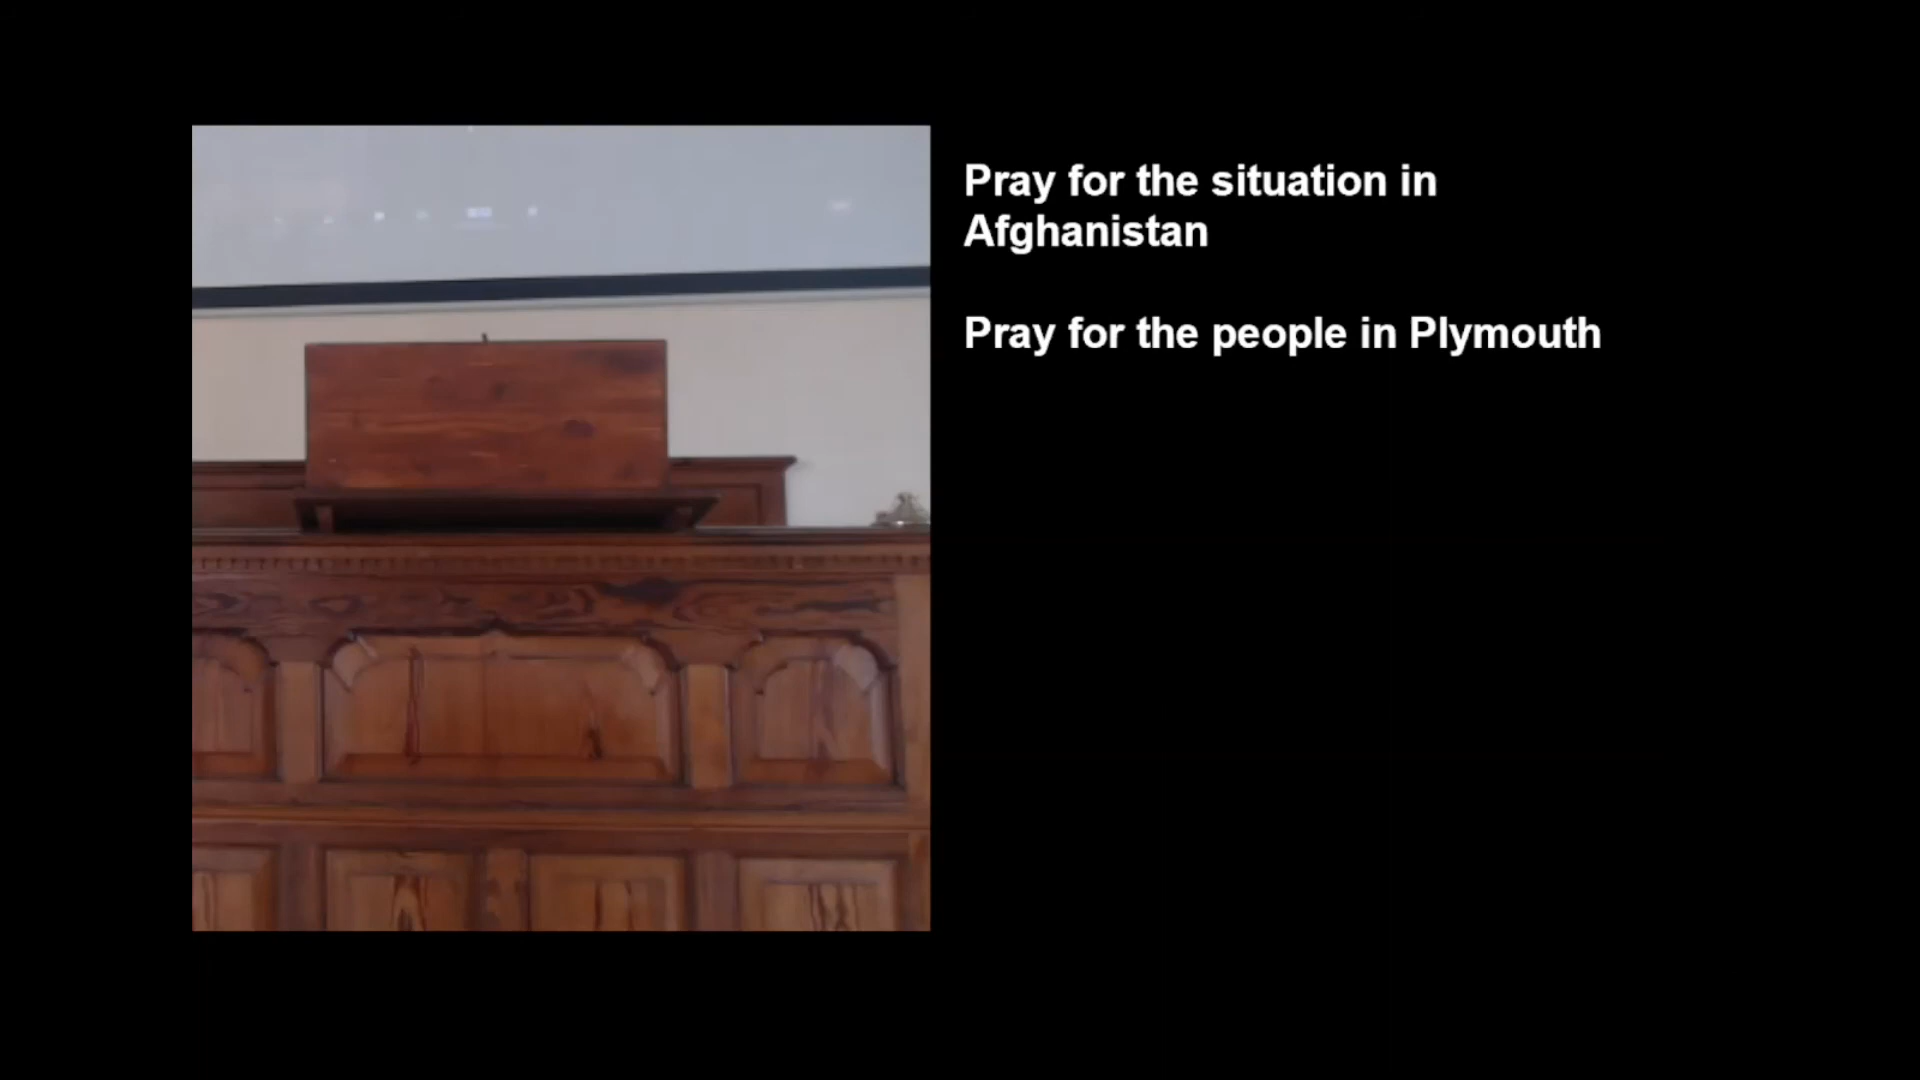 Pray for the situation in
Afghanistan
Pray for the people in Plymouth